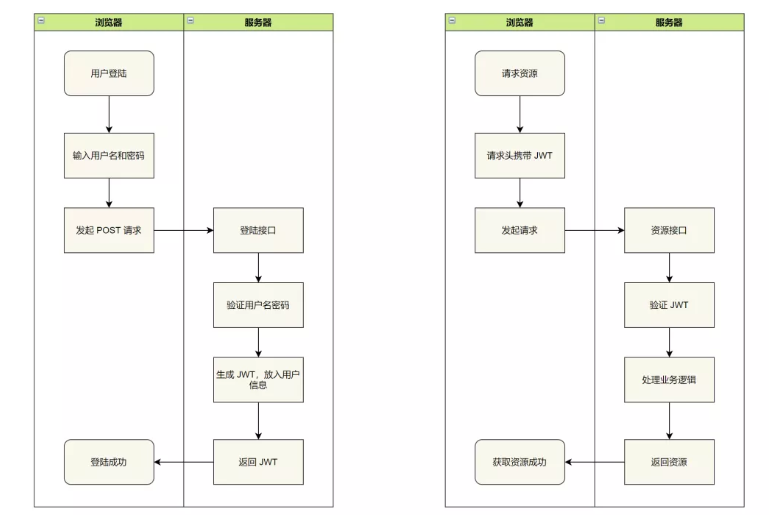 浏览器
服务器
用户登陆
输入用户名和密码
发起 POST 请求
登陆接口
验证用户名密码
生成 JWT，放入用户
信息
返回 JWT
登陆成功
浏览器
服务器
请求资源
请求头携带 JWT
发起请求
资源接口
验证 JWT
处理业务逻辑
返回资源
获取资源成功